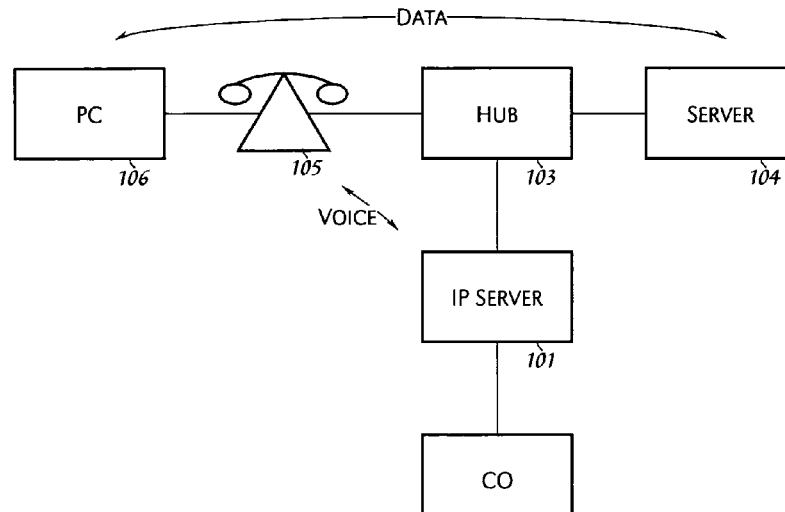 DATA
PC
HUB
SERVER
106
105
103
104
VOICE
IP SERVER
101
CO